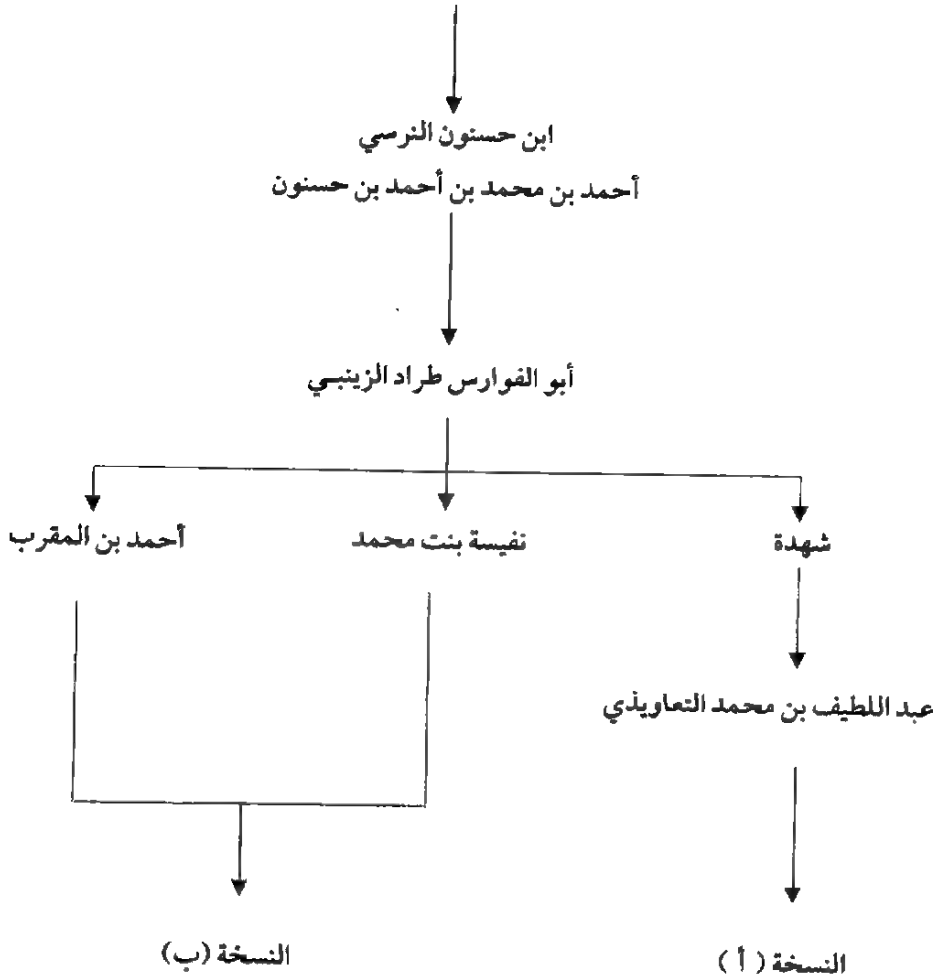 ابن حسنون النرسي
أحمد بن محمد بن أحمد بن حسنون
أبو الفوارس طراد الزينبـي
شهدة
نفيسة بنت محمد
أحمد بن المقرب
عبد اللطيف بن محمد التعاويذي
النسخة ( أ )
النسخة (ب)